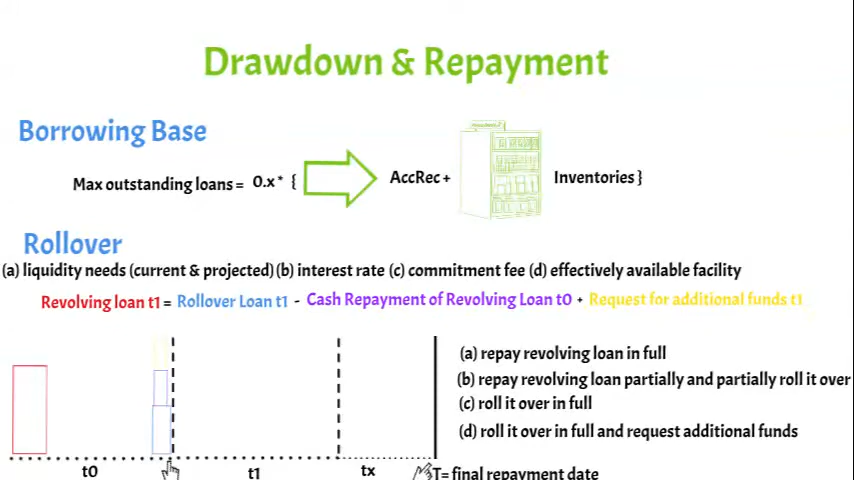 Drawdown & Repayment
Borrowing Base
Max outstanding loans = 0.x * { AccRec + Inventories }
Rollover
(a) liquidity needs (current & projected)(b) interest rate (c) commitment fee (d) effectively available facility
Revolving loan t1 = Rollover Loan t1 - Cash Repayment of Revolving Loan t0 + Request for additional funds t1
(a) repay revolving loan in full
(b) repay revolving loan partially and partially roll it over
(c) roll it over in full
(d) roll it over in full and request additional funds
t0 t1 tx T= final repayment date